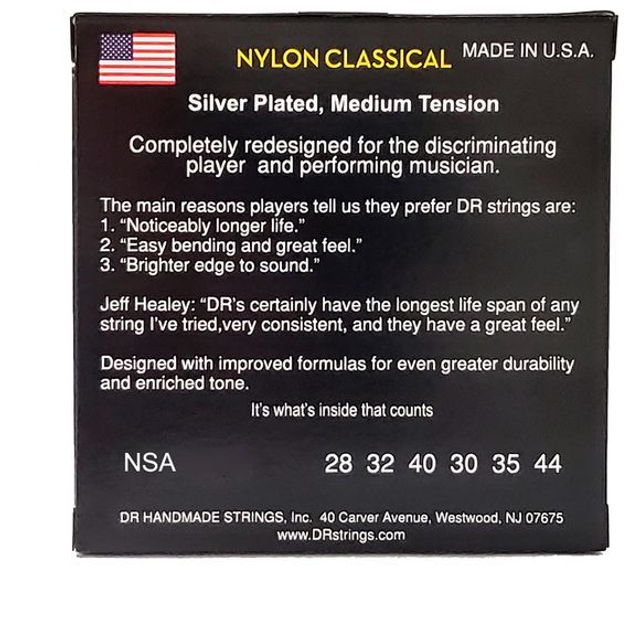 NYLON CLASSICAL MADE IN U.S.A.
Silver Plated, Medium Tension
Completely redesigned for the discriminating
player and performing musician.
The main reasons players tell us they prefer DR strings are:
1. “Noticeably longer life.”
2. “Easy bending and great feel.”
3. “Brighter edge to sound.”
Jeff Healey: “DR’s certainly have the longest life span of any
string I’ve tried,very consistent, and they have a great feel.”
Designed with improved formulas for even greater durability
and enriched tone.
It’s what’s inside that counts
NSA 28 32 40 30 35 44
DR HANDMADE STRINGS, Inc. 40 Carver Avenue, Westwood, NJ 07675
www.DRstrings.com